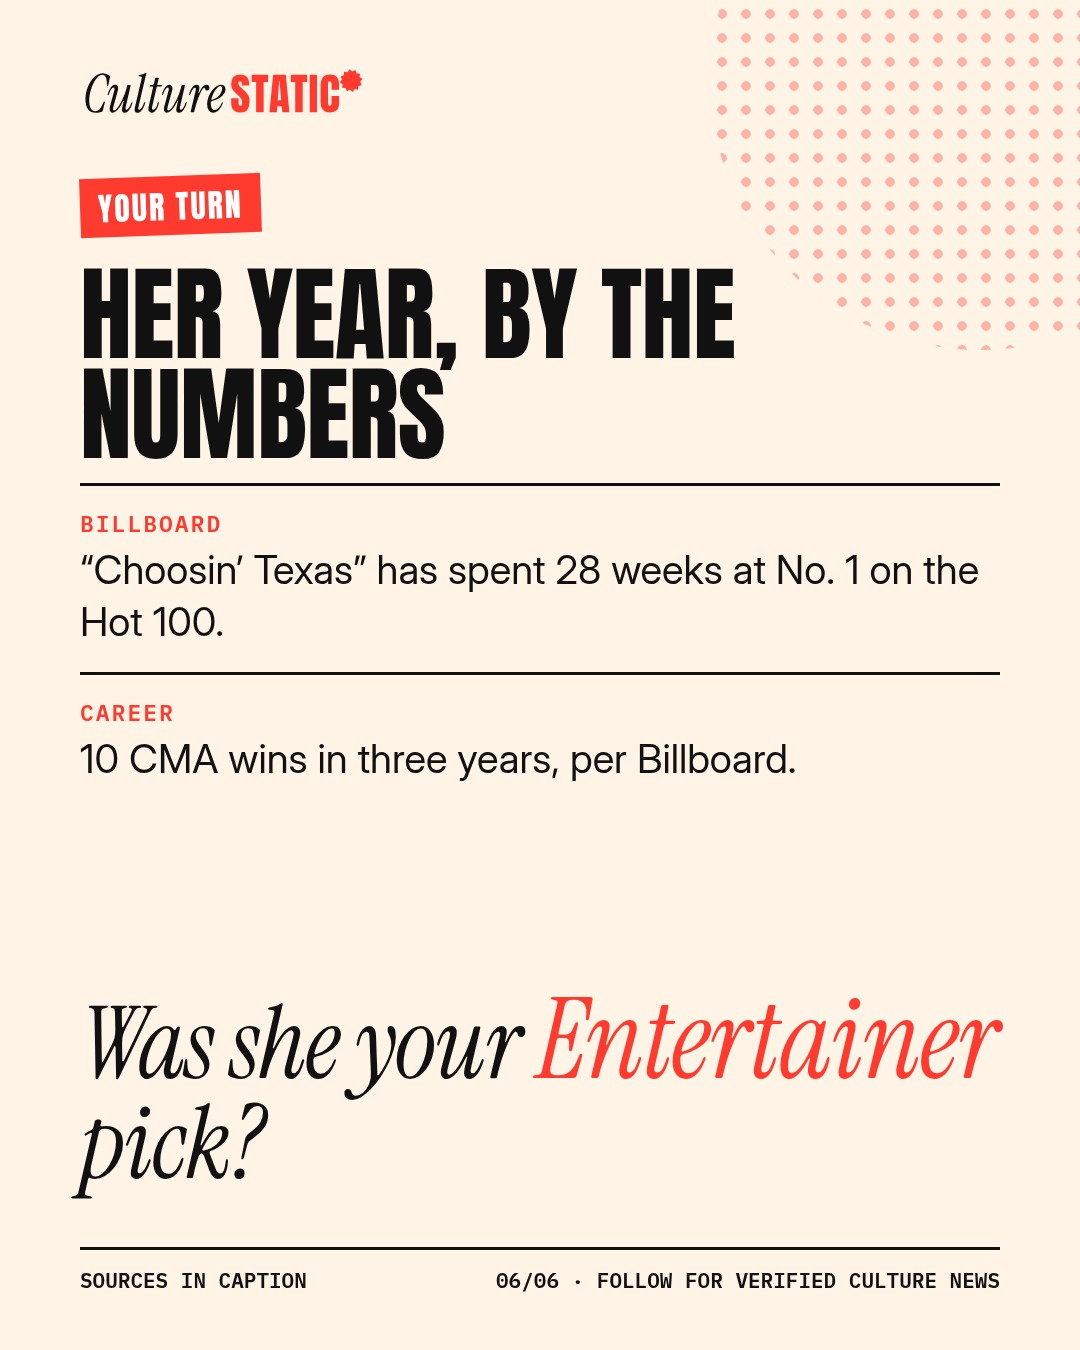 Culture STATIC
YOUR TURN
HER YEAR, BY THE
NUMBERS
BILLBOARD
“Choosin’ Texas” has spent 28 weeks at No. 1 on the
Hot 100.
CAREER
10 CMA wins in three years, per Billboard.
Was she your Entertainer
pick?
SOURCES IN CAPTION
06/06 · FOLLOW FOR VERIFIED CULTURE NEWS